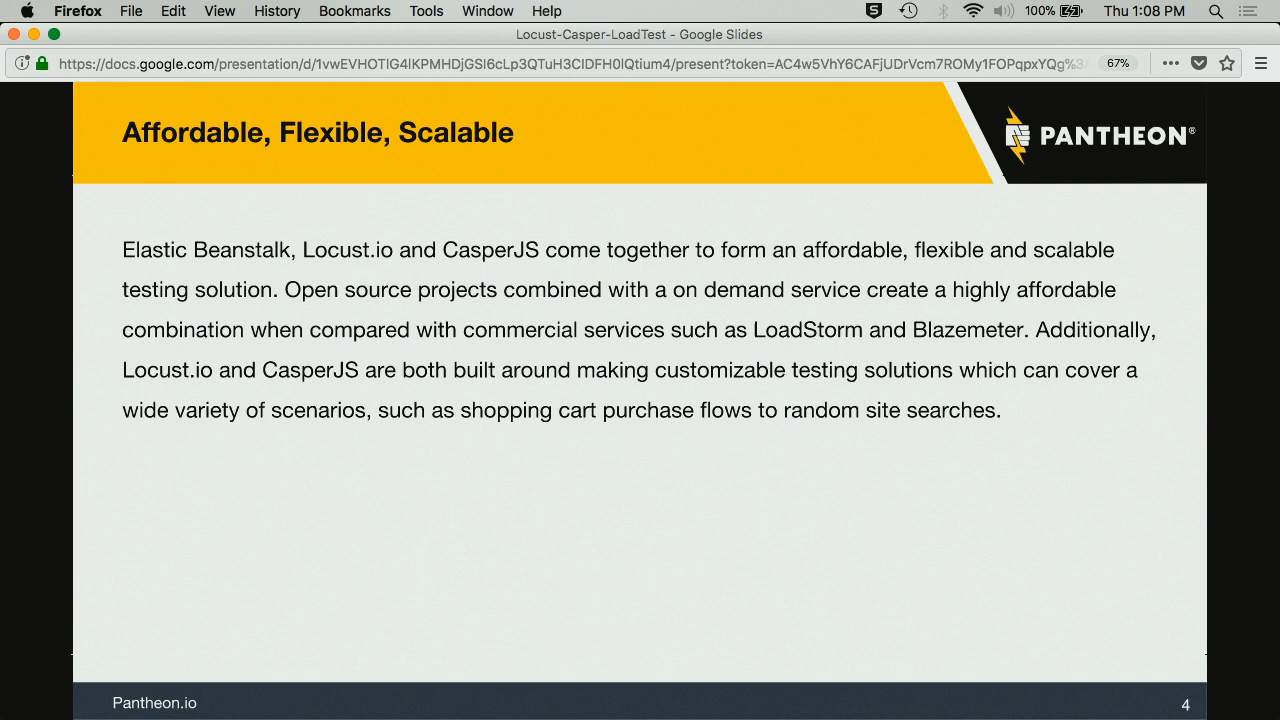 Firefox File Edit View History Bookmarks Tools Window Help 100% Thu 1:08 PM
Locust-Casper-LoadTest - Google Slides
67%
Affordable, Flexible, Scalable
PANTHEON®
Elastic Beanstalk, Locust.io and CasperJS come together to form an affordable, flexible and scalable
testing solution. Open source projects combined with a on demand service create a highly affordable
combination when compared with commercial services such as LoadStorm and Blazemeter. Additionally,
Locust.io and CasperJS are both built around making customizable testing solutions which can cover a
wide variety of scenarios, such as shopping cart purchase flows to random site searches.
Pantheon.io
4